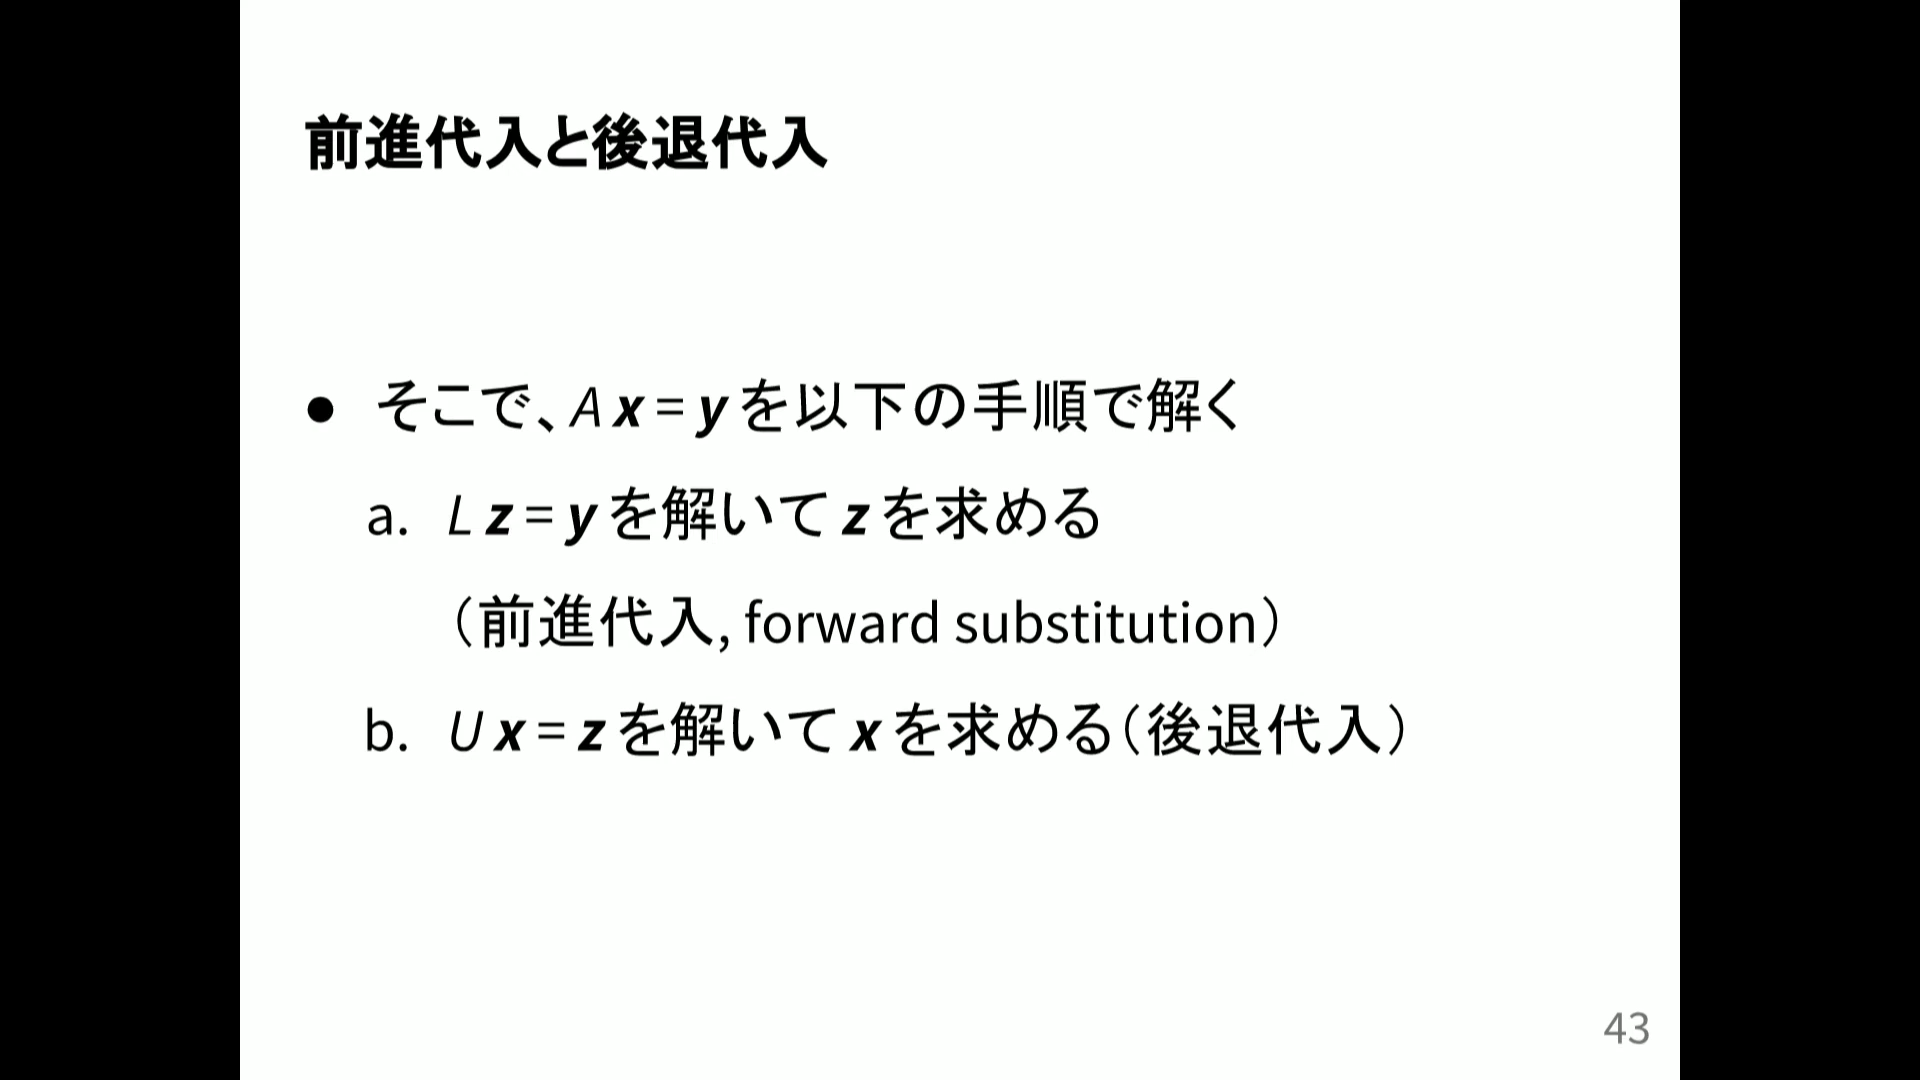 前進代入と後退代入
● そこで、A x = y を以下の手順で解く
a. L z = y を解いて z を求める
（前進代入, forward substitution）
b. U x = z を解いて x を求める（後退代入）
43